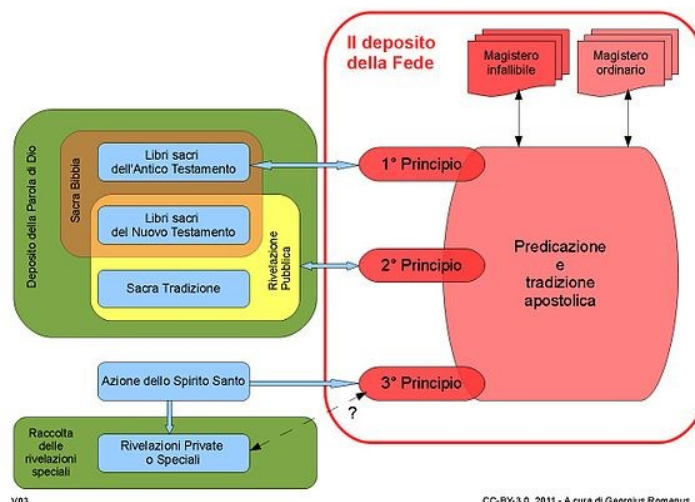 Il deposito
della Fede
Magistero
infallibile
Magistero
ordinario
Deposito della Parola di Dio
Sacra Bibbia
Libri sacri
dell'Antico Testamento
Libri sacri
del Nuovo Testamento
Sacra Tradizione
Rivelazione
Pubblica
1° Principio
2° Principio
3° Principio
Predicazione
e
tradizione
apostolica
Azione dello Spirito Santo
?
Raccolta
delle
rivelazioni
speciali
Rivelazioni Private
o Speciali
V03
CC-BY-3.0, 2011 - A cura di Georgius Romanus